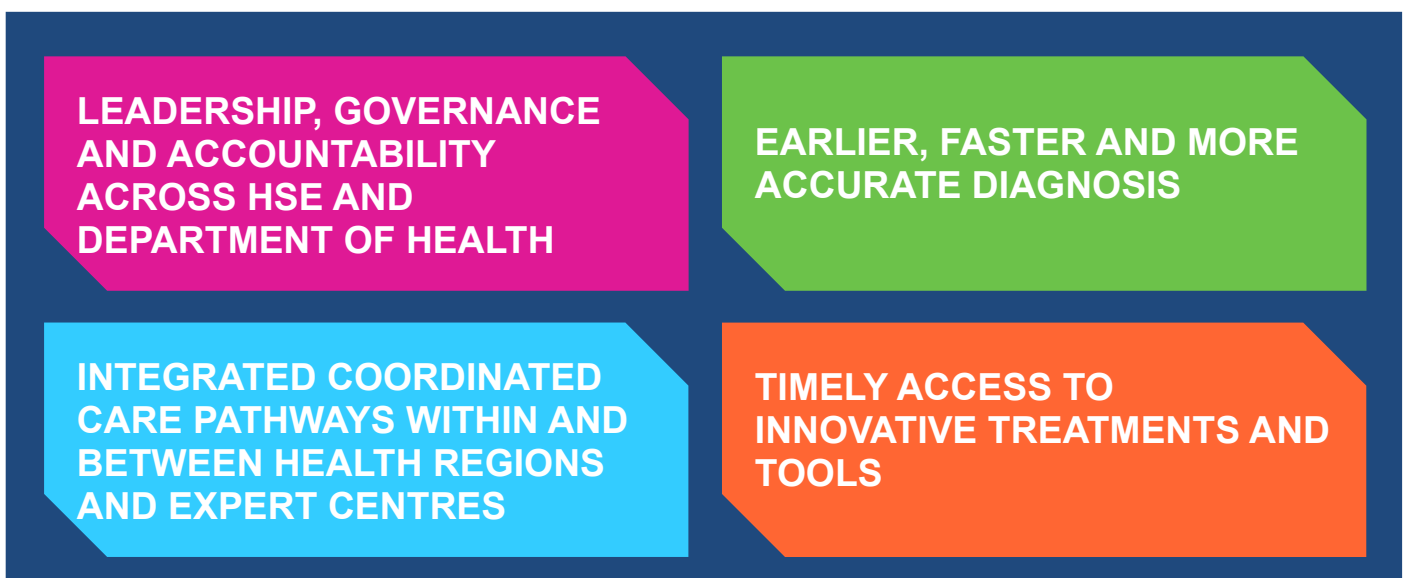 LEADERSHIP, GOVERNANCE
AND ACCOUNTABILITY
ACROSS HSE AND
DEPARTMENT OF HEALTH
EARLIER, FASTER AND MORE
ACCURATE DIAGNOSIS
INTEGRATED COORDINATED
CARE PATHWAYS WITHIN AND
BETWEEN HEALTH REGIONS
AND EXPERT CENTRES
TIMELY ACCESS TO
INNOVATIVE TREATMENTS AND
TOOLS